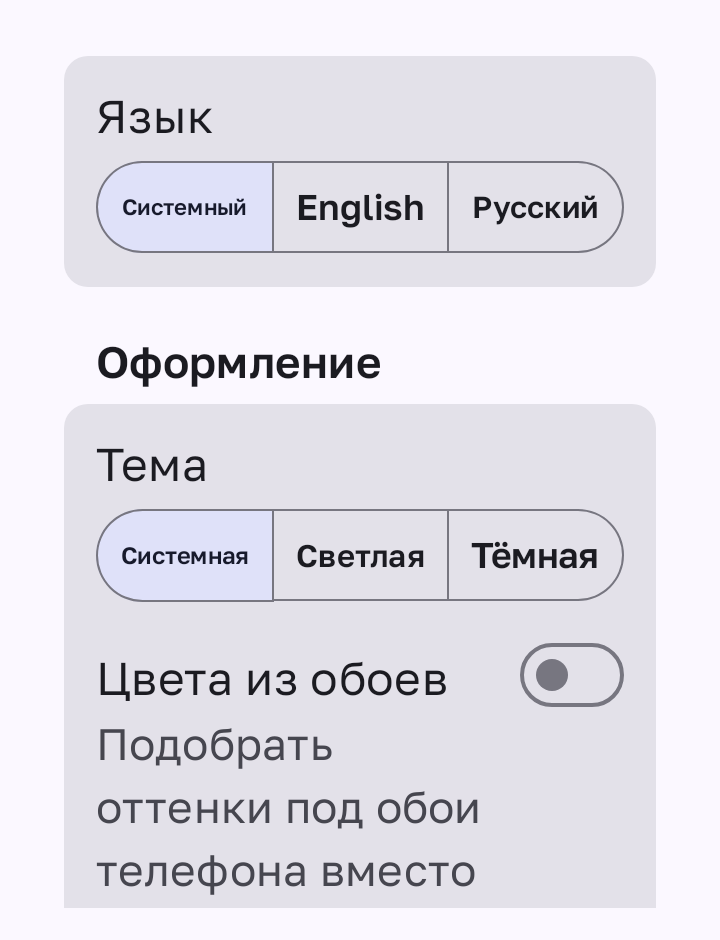 Язык
Системный English Русский
Оформление
Тема
Системная Светлая Тёмная
Цвета из обоев
Подобрать
оттенки под обои
телефона вместо